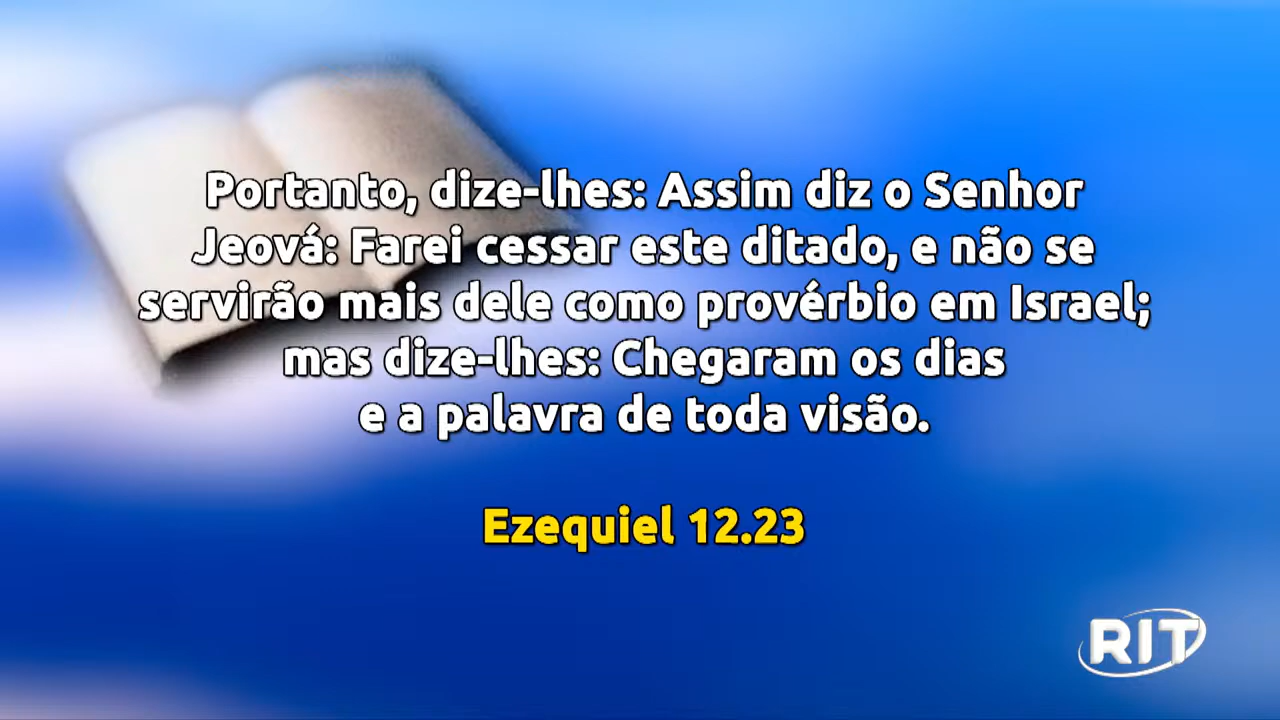 Portanto, dize-lhes: Assim diz o Senhor
Jeová: Farei cessar este ditado, e não se
servirão mais dele como provérbio em Israel;
mas dize-lhes: Chegaram os dias
e a palavra de toda visão.
Ezequiel 12.23
RIT